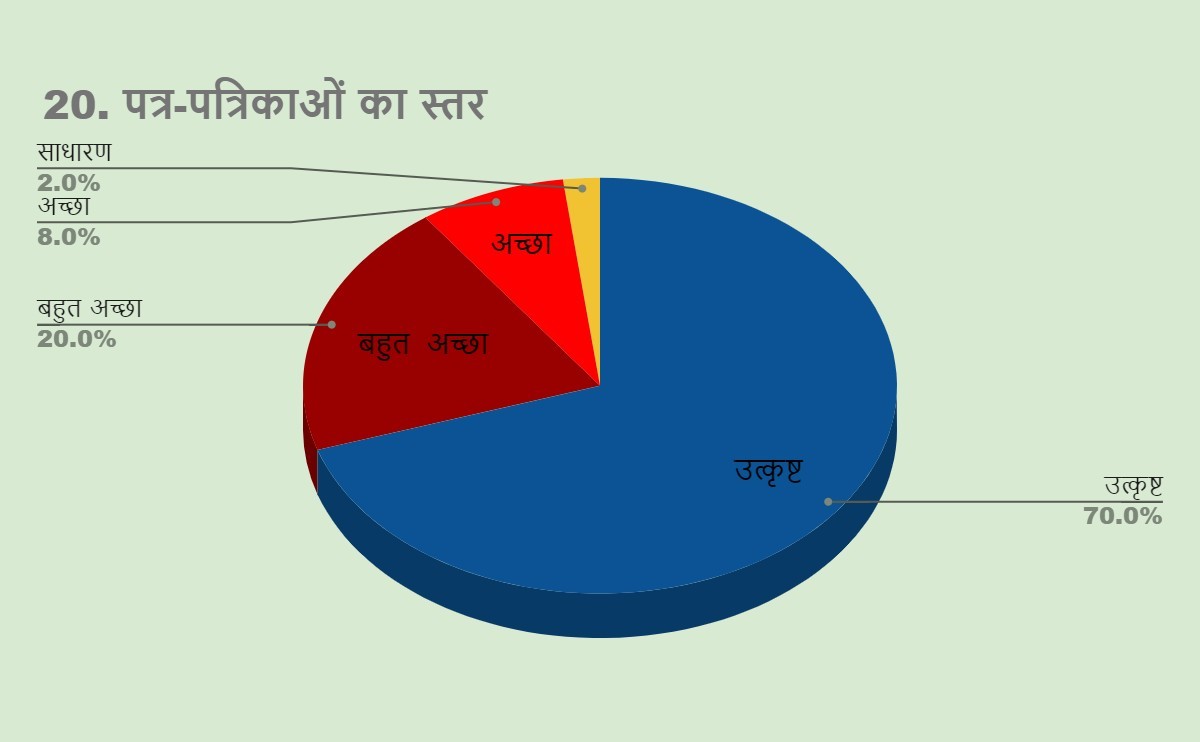 20. पत्र-पत्रिकाओं का स्तर
साधारण
2.0%
अच्छा
8.0%
अच्छा
बहुत अच्छा
20.0%
बहुत अच्छा
उत्कृष्ट
उत्कृष्ट
70.0%